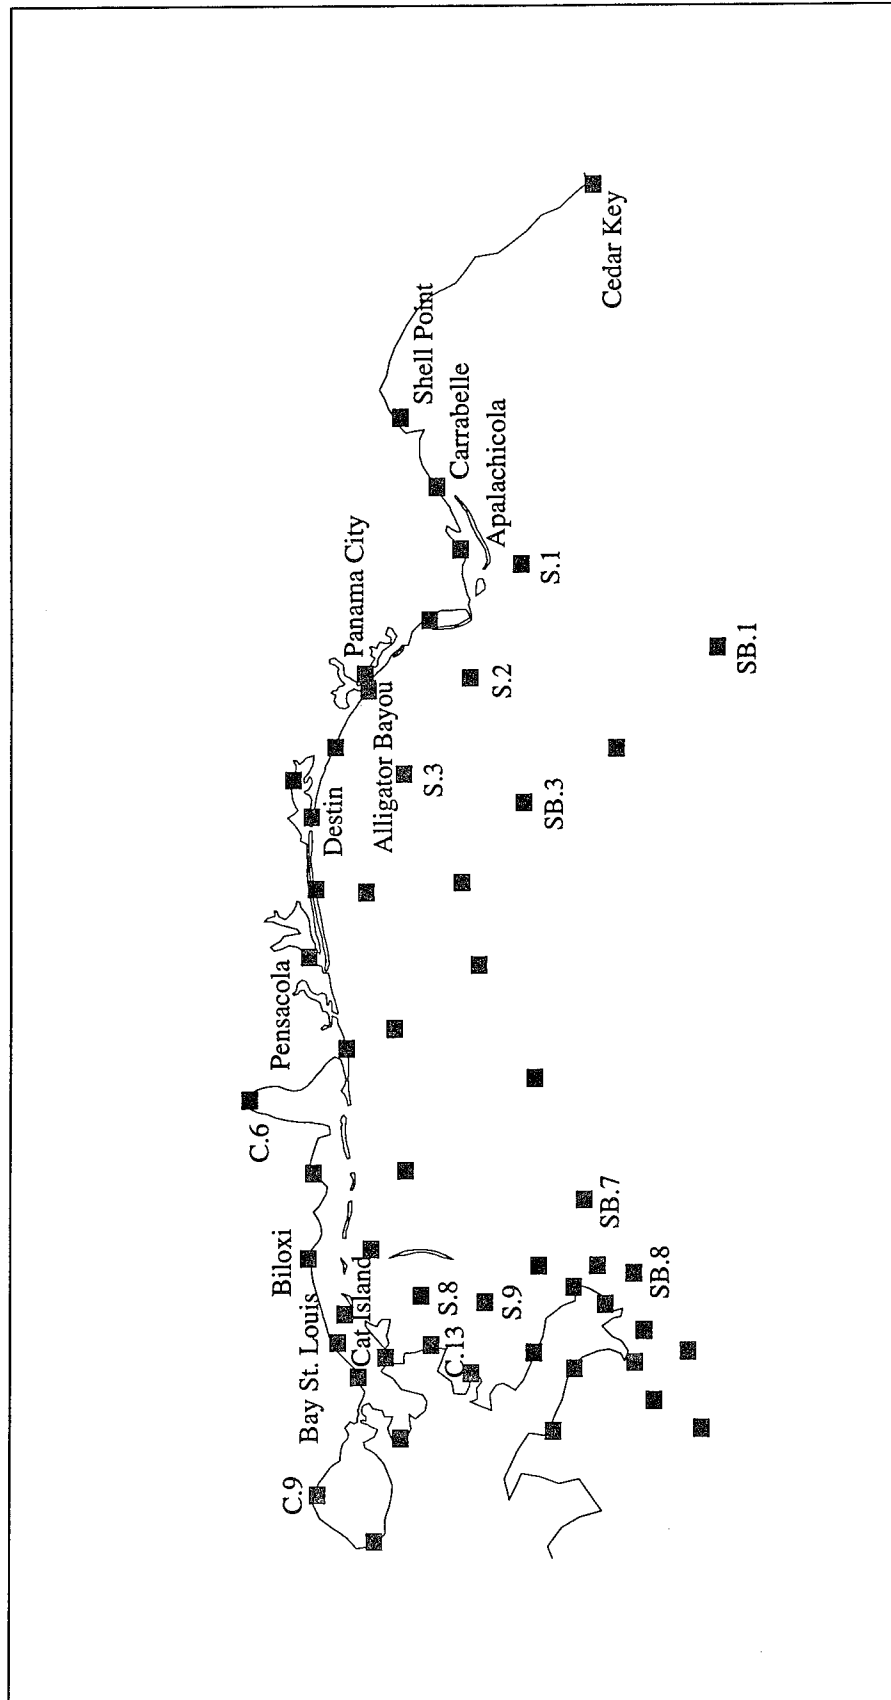 C.9
Bay St. Louis
Biloxi
Cat Island
C.6
Pensacola
Destin
Alligator Bayou
Panama City
Apalachicola
Carrabelle
Shell Point
Cedar Key
C.13
S.8
S.9
S.3
S.2
S.1
SB.8
SB.7
SB.3
SB.1